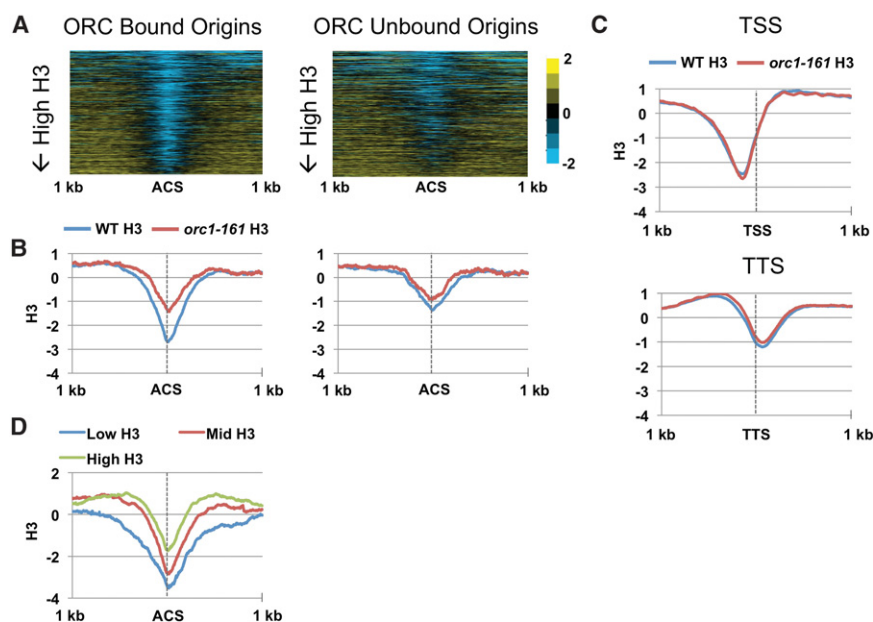 A
ORC Bound Origins
ORC Unbound Origins
← High H3
← High H3
2
0
-2
1 kb ACS 1 kb
1 kb ACS 1 kb
B
WT H3 orc1-161 H3
H3
1
0
-1
-2
-3
-4
1 kb ACS 1 kb
1
0
-1
-2
-3
-4
1 kb ACS 1 kb
C
TSS
WT H3 orc1-161 H3
H3
1
0
-1
-2
-3
-4
1 kb TSS 1 kb
TTS
1
0
-1
-2
-3
-4
1 kb TTS 1 kb
D
Low H3 Mid H3
High H3
H3
2
0
-2
-4
1 kb ACS 1 kb